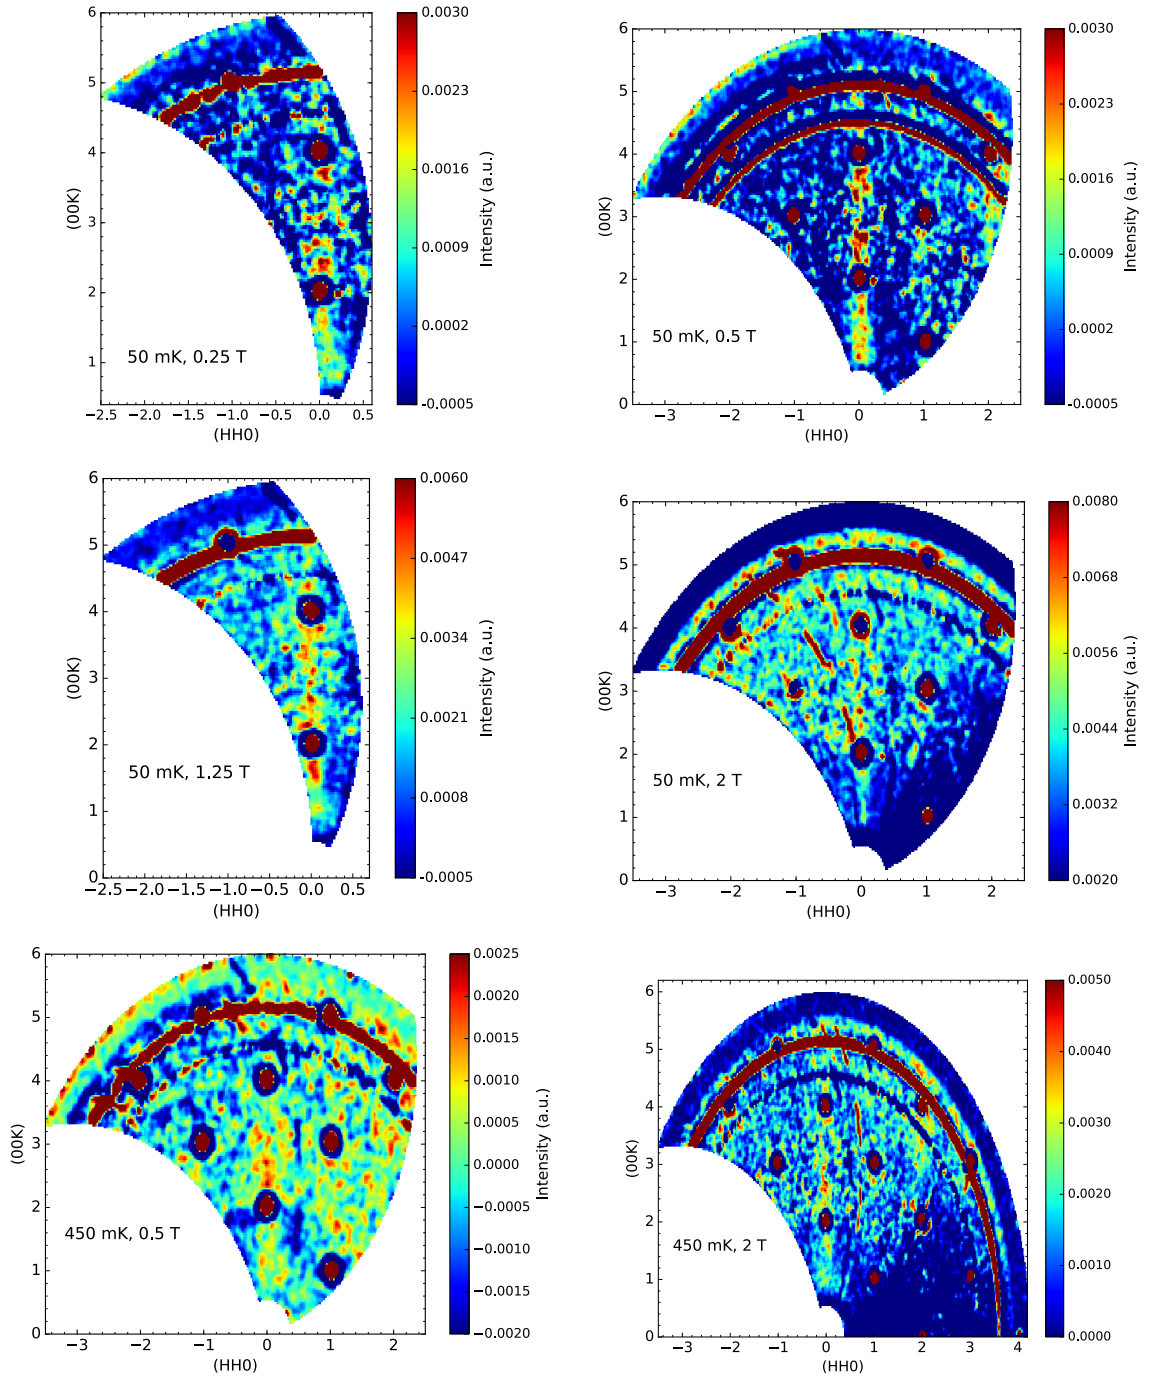 0.0030
0.0023
0.0016
0.0009
0.0002
-0.0005
Intensity (a.u.)
6
5
4
3
2
1
(00K)
50 mK, 0.25 T
−2.5 −2.0 −1.5 −1.0 −0.5 0.0 0.5
(HH0)
0.0030
0.0023
0.0016
0.0009
0.0002
-0.0005
Intensity (a.u.)
6
5
4
3
2
1
0
(00K)
50 mK, 0.5 T
−3 −2 −1 0 1 2
(HH0)
0.0060
0.0047
0.0034
0.0021
0.0008
-0.0005
Intensity (a.u.)
6
5
4
3
2
1
0
(00K)
50 mK, 1.25 T
−2.5 −2.0 −1.5 −1.0 −0.5 0.0 0.5
(HH0)
0.0080
0.0068
0.0056
0.0044
0.0032
0.0020
Intensity (a.u.)
6
5
4
3
2
1
0
(00K)
50 mK, 2 T
−3 −2 −1 0 1 2
(HH0)
0.0025
0.0020
0.0015
0.0010
0.0005
0.0000
−0.0005
−0.0010
−0.0015
−0.0020
Intensity (a.u.)
6
5
4
3
2
1
0
(00K)
450 mK, 0.5 T
−3 −2 −1 0 1 2
(HH0)
0.0050
0.0040
0.0030
0.0020
0.0010
0.0000
Intensity (a.u.)
6
5
4
3
2
1
0
(00K)
450 mK, 2 T
−3 −2 −1 0 1 2 3 4
(HH0)